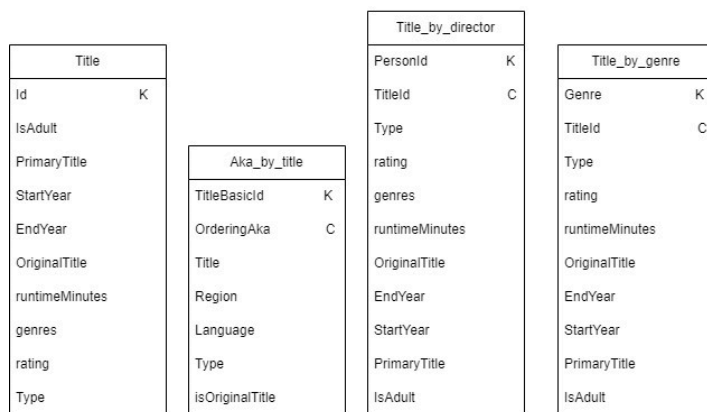 Title
Id K
IsAdult
PrimaryTitle
StartYear
EndYear
OriginalTitle
runtimeMinutes
genres
rating
Type
Aka_by_title
TitleBasicId K
OrderingAka C
Title
Region
Language
Type
isOriginalTitle
Title_by_director
PersonId K
TitleId C
Type
rating
genres
runtimeMinutes
OriginalTitle
EndYear
StartYear
PrimaryTitle
IsAdult
Title_by_genre
Genre K
TitleId C
Type
rating
runtimeMinutes
OriginalTitle
EndYear
StartYear
PrimaryTitle
IsAdult